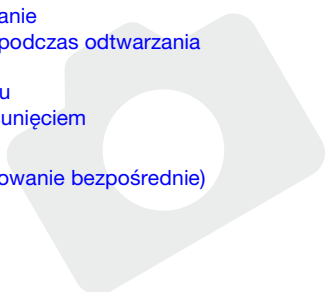 anie
podczas odtwarzania
u
unięciem
owanie bezpośrednie)